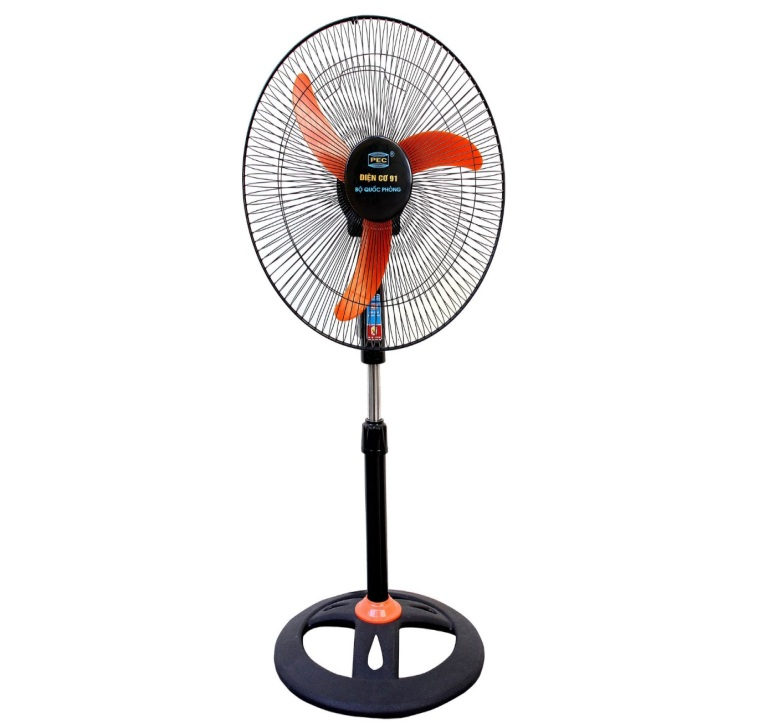 PEC
®
ĐIỆN CƠ 91
BỘ QUỐC PHÒNG